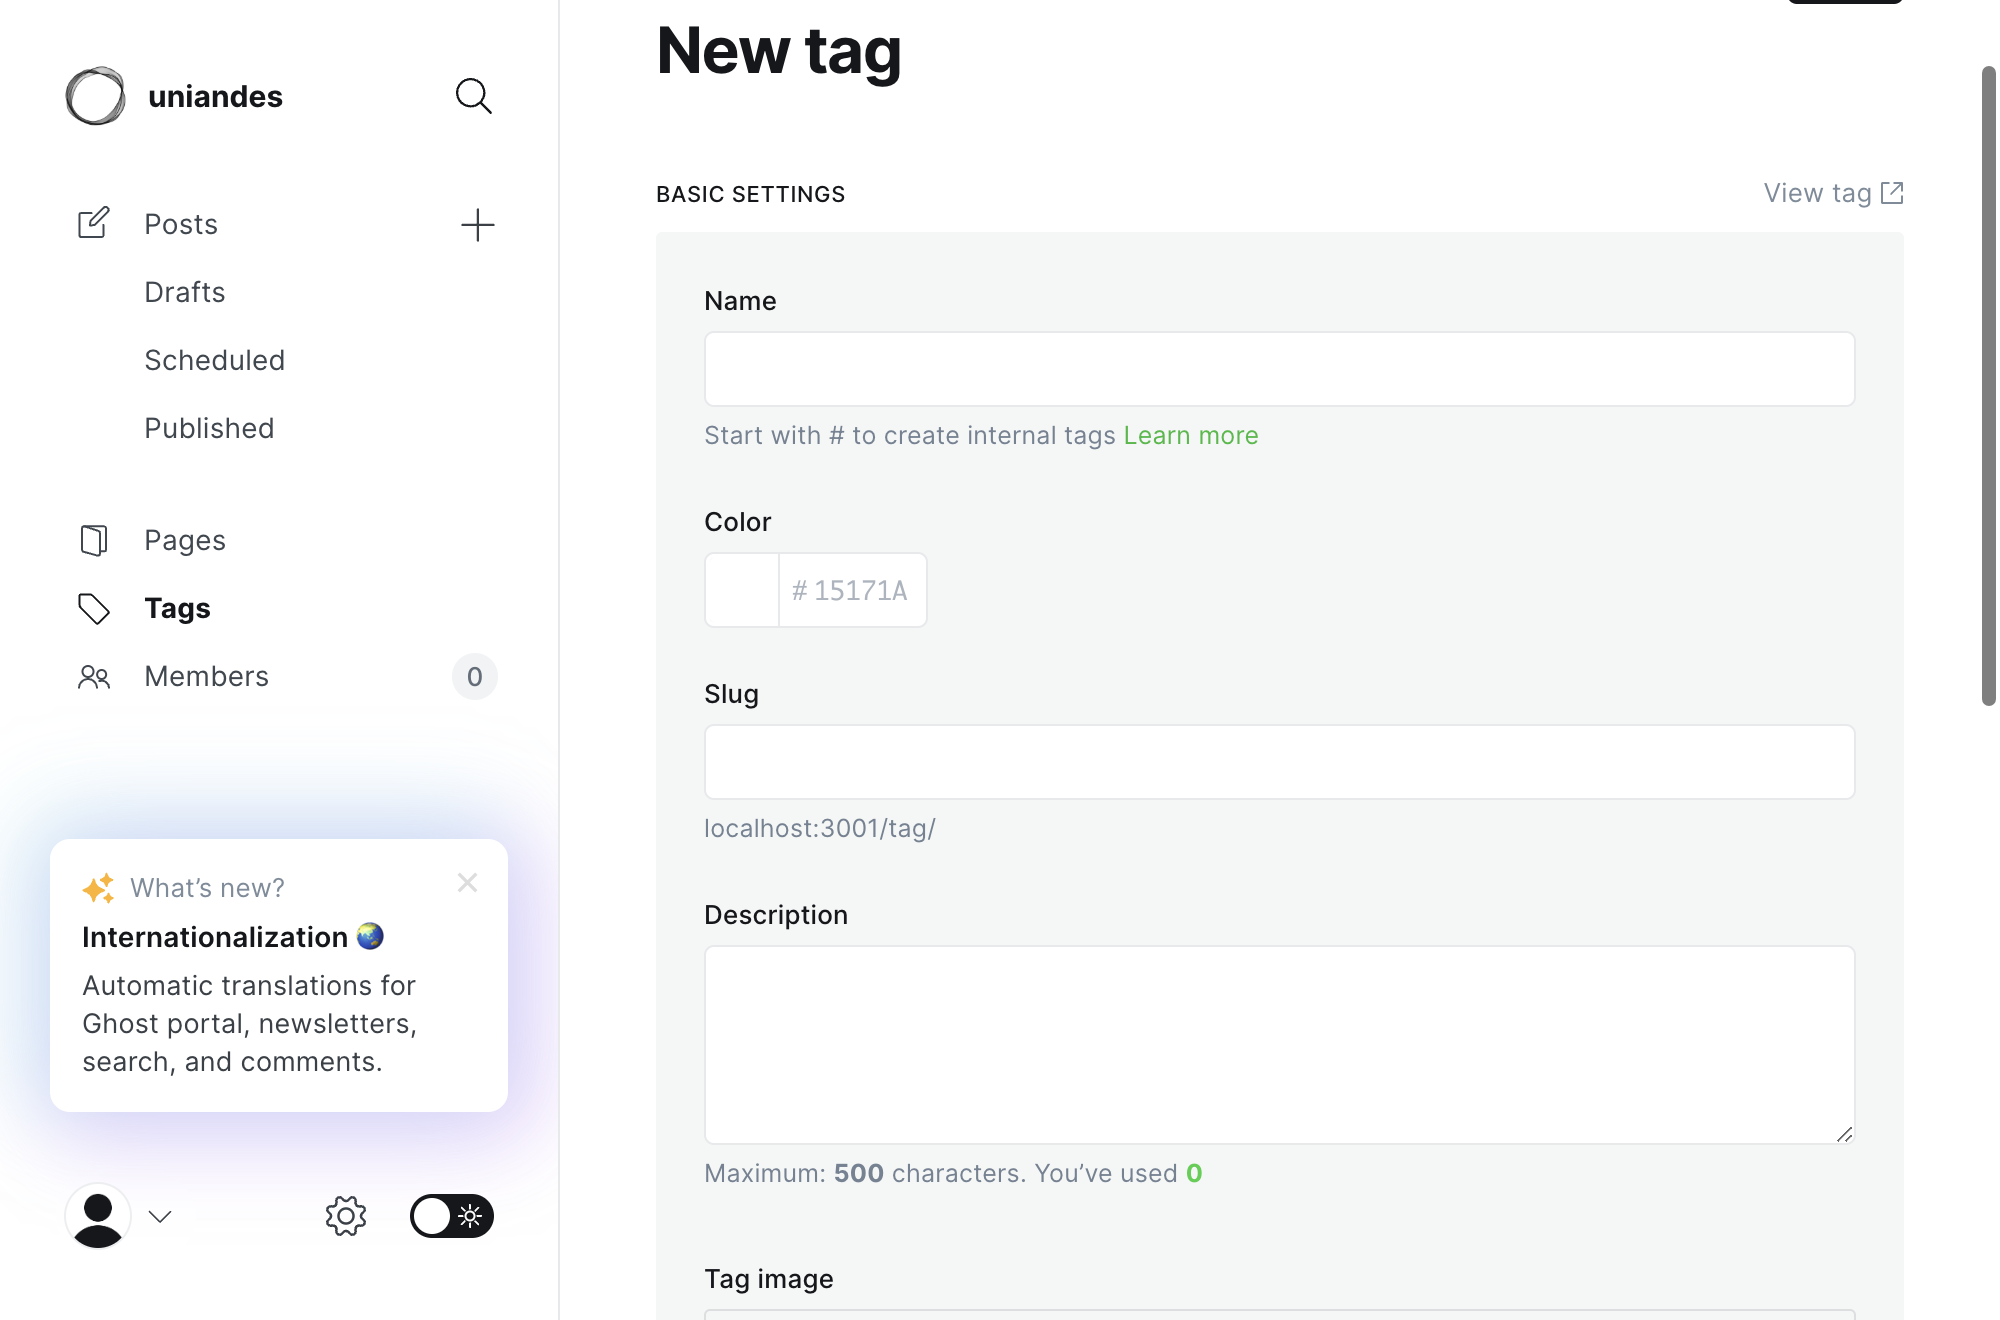 uniandes
Posts
Drafts
Scheduled
Published
Pages
Tags
Members
0
What’s new?
Internationalization
Automatic translations for
Ghost portal, newsletters,
search, and comments.
New tag
BASIC SETTINGS
View tag
Name
Start with # to create internal tags Learn more
Color
# 15171A
Slug
localhost:3001/tag/
Description
Maximum: 500 characters. You’ve used 0
Tag image